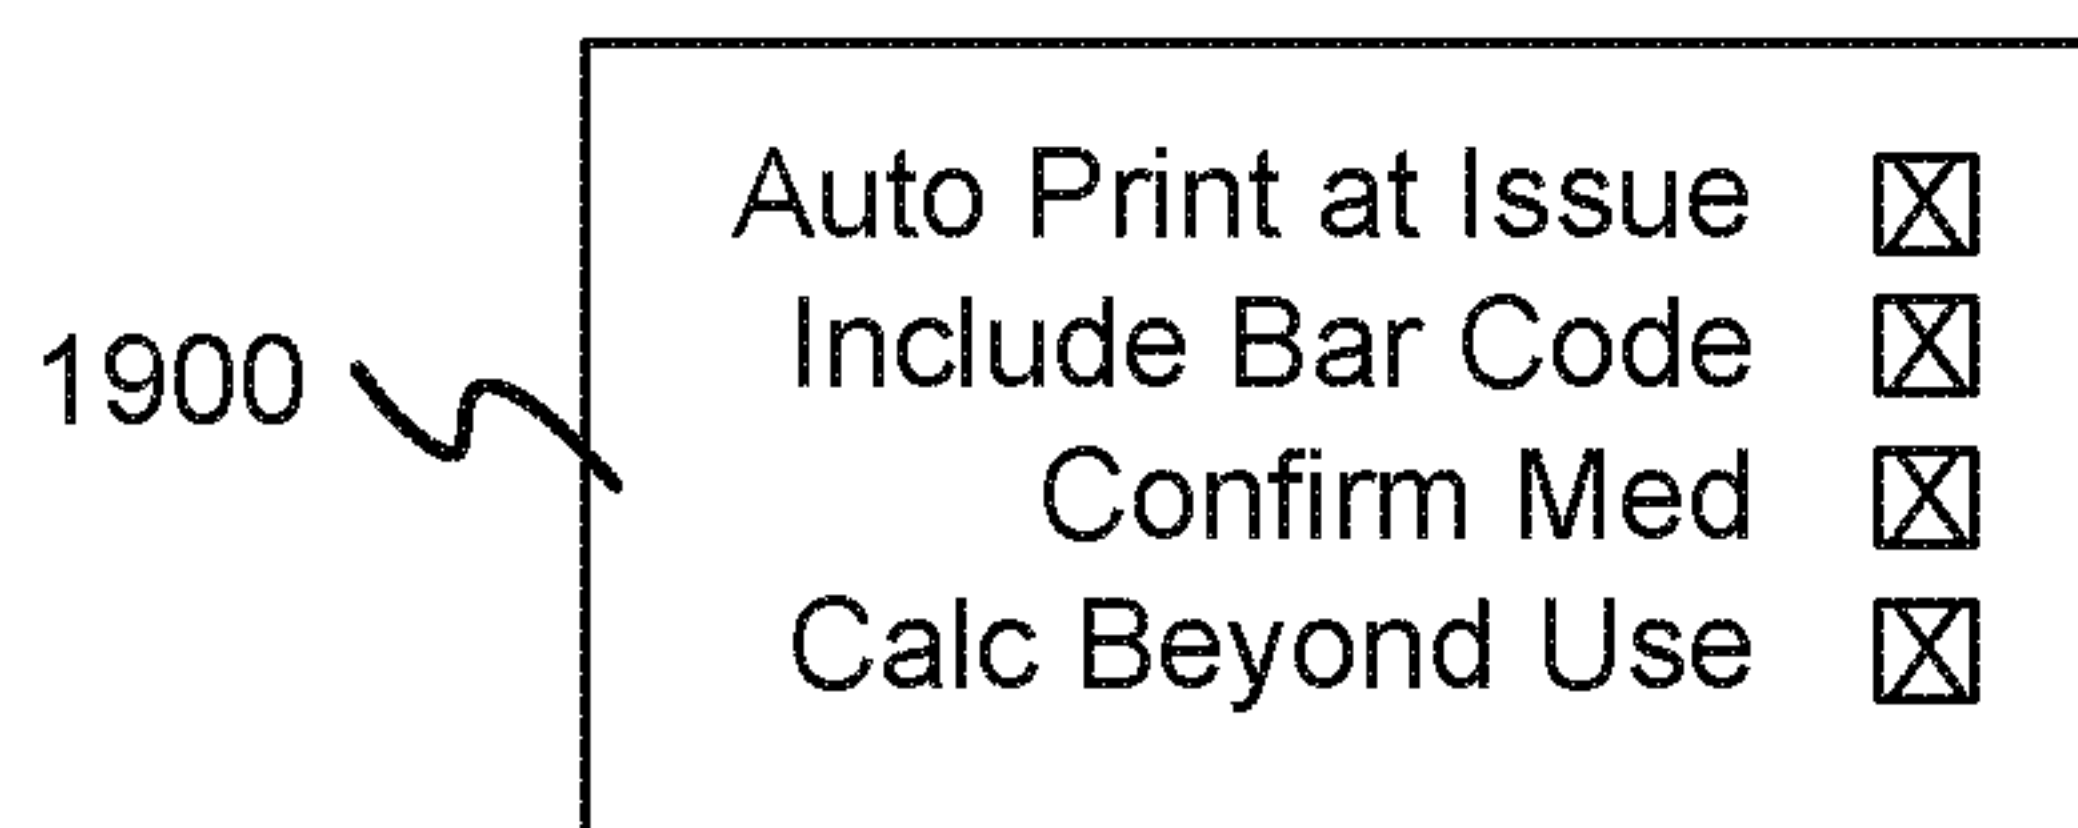 Auto Print at Issue
Include Bar Code
1900
Confirm Med
Calc Beyond Use